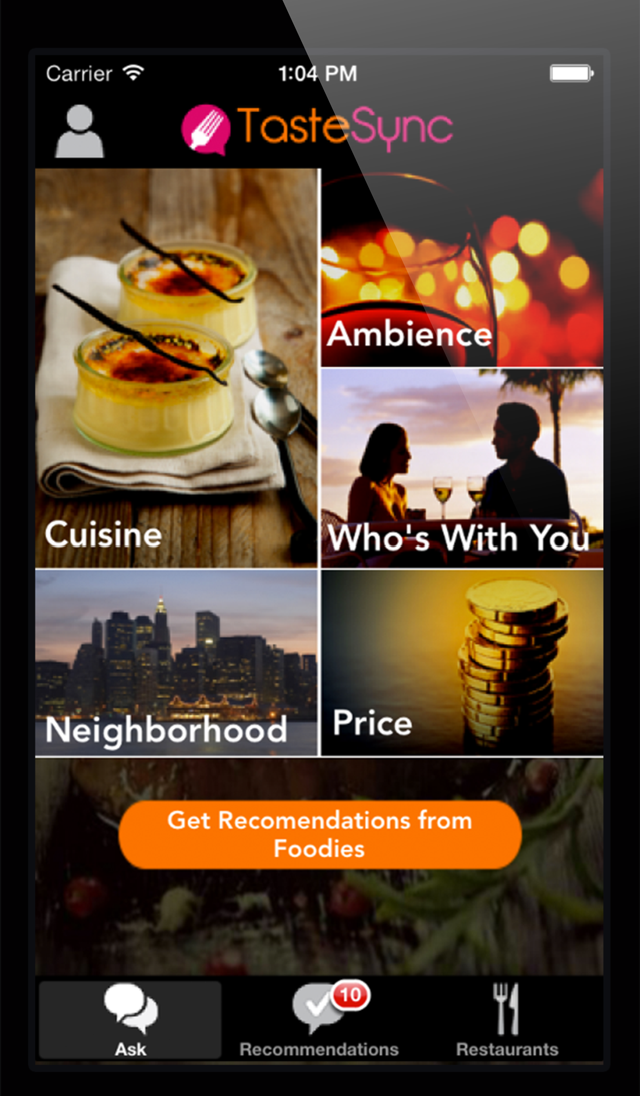 Carrier 1:04 PM
TasteSync
Ambience
Cuisine
Who's With You
Neighborhood
Price
Get Recomendations from
Foodies
10
Ask
Recommendations
Restaurants